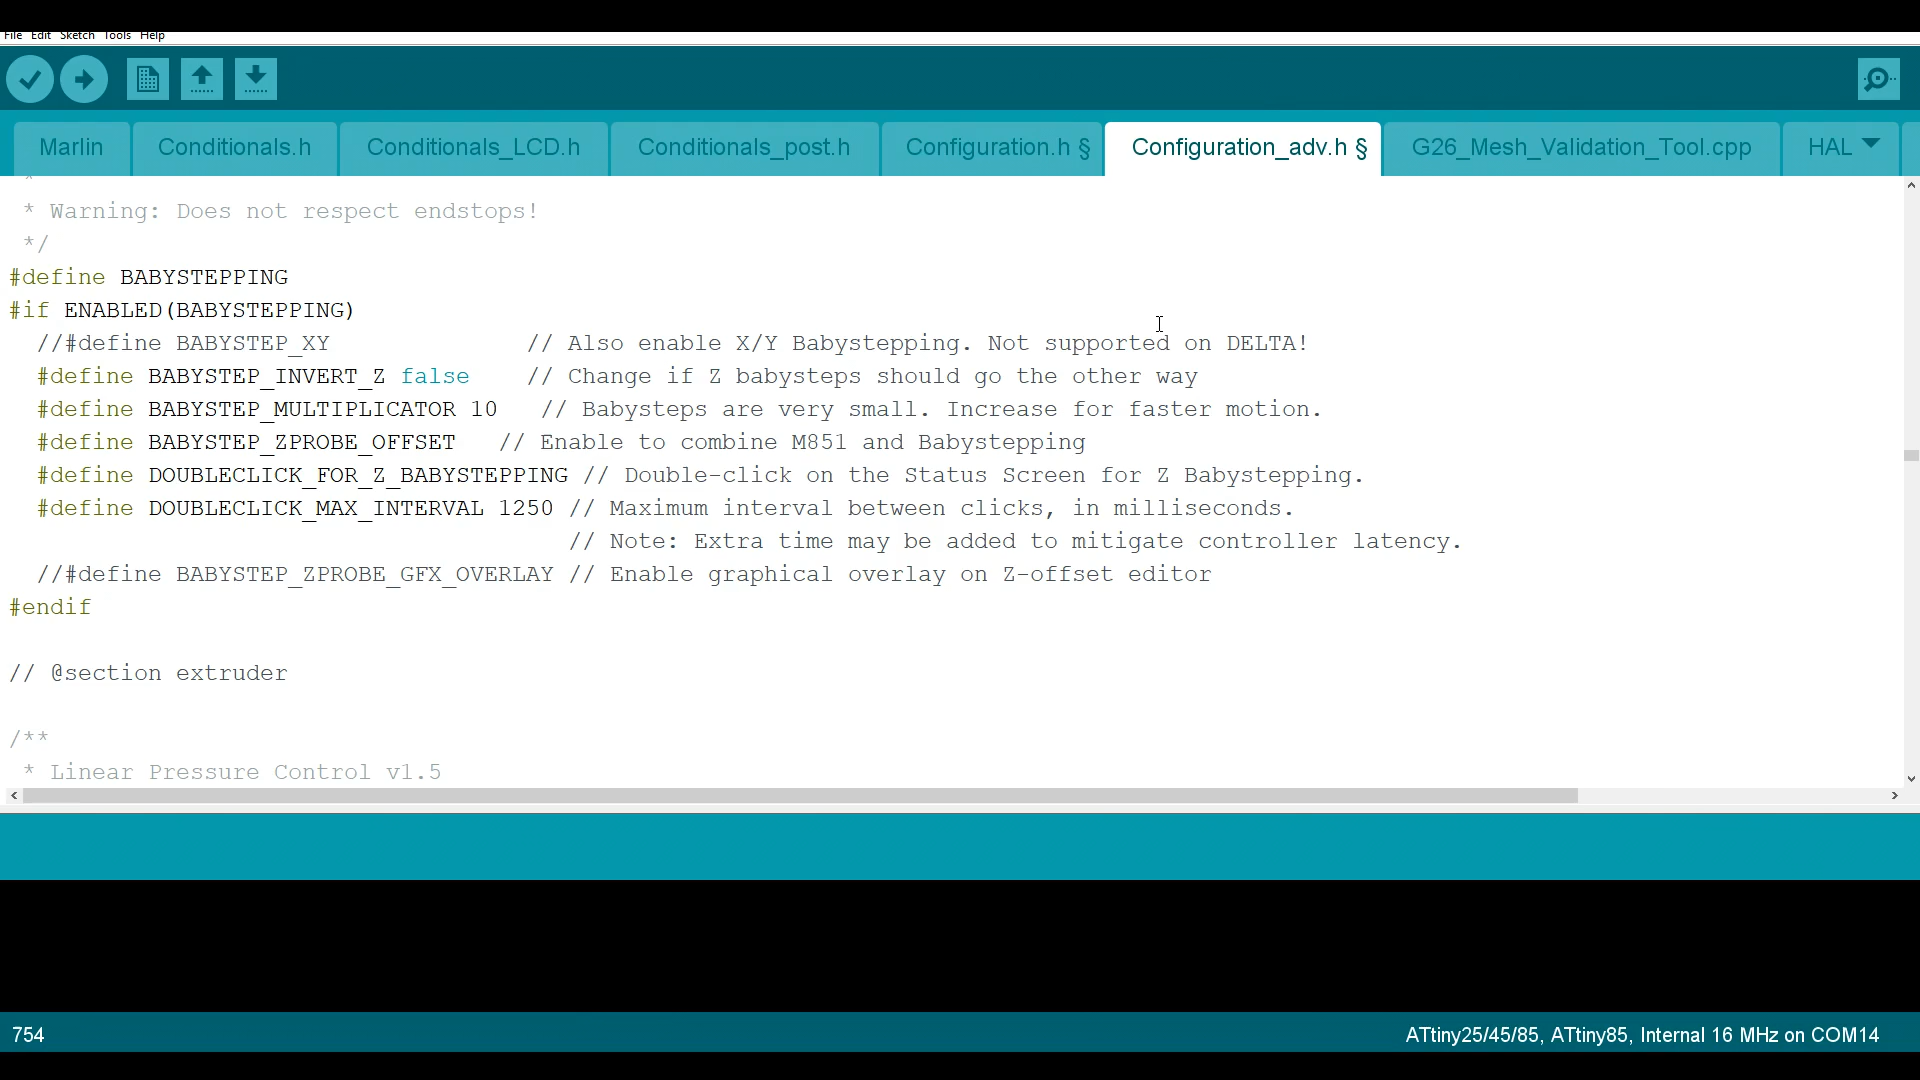 File Edit Sketch Tools Help
Marlin Conditionals.h Conditionals_LCD.h Conditionals_post.h Configuration.h § Configuration_adv.h § G26_Mesh_Validation_Tool.cpp HAL
*
* Warning: Does not respect endstops!
*/
#define BABYSTEPPING
#if ENABLED(BABYSTEPPING)
//#define BABYSTEP_XY // Also enable X/Y Babystepping. Not supported on DELTA!
#define BABYSTEP_INVERT_Z false // Change if Z babysteps should go the other way
#define BABYSTEP_MULTIPLICATOR 10 // Babysteps are very small. Increase for faster motion.
#define BABYSTEP_ZPROBE_OFFSET // Enable to combine M851 and Babystepping
#define DOUBLECLICK_FOR_Z_BABYSTEPPING // Double-click on the Status Screen for Z Babystepping.
#define DOUBLECLICK_MAX_INTERVAL 1250 // Maximum interval between clicks, in milliseconds.
// Note: Extra time may be added to mitigate controller latency.
//#define BABYSTEP_ZPROBE_GFX_OVERLAY // Enable graphical overlay on Z-offset editor
#endif
// @section extruder
/**
* Linear Pressure Control v1.5
754
ATtiny25/45/85, ATtiny85, Internal 16 MHz on COM14